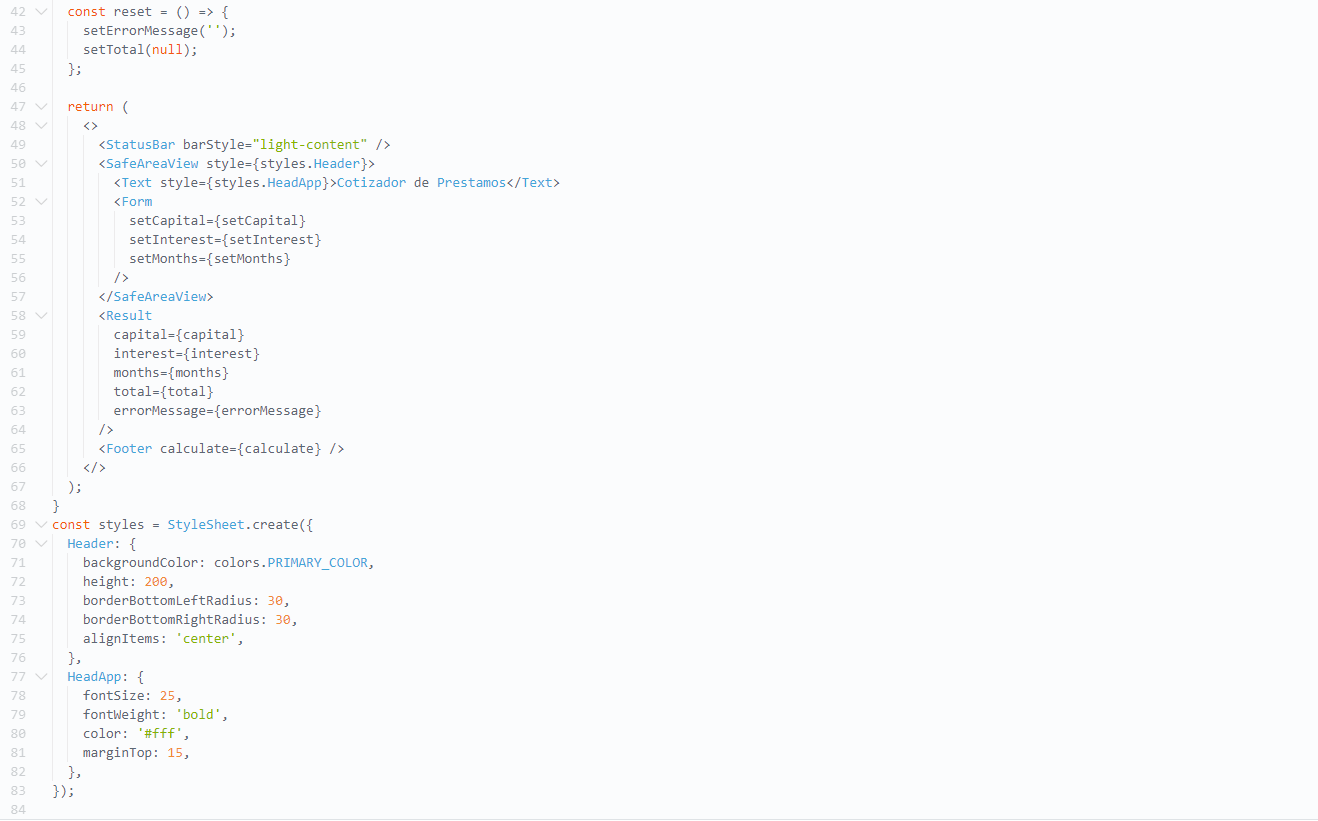 42 const reset = () => {
43 setErrorMessage('');
44 setTotal(null);
45 };
46
47 return (
48 <>
49 <StatusBar barStyle="light-content" />
50 <SafeAreaView style={styles.Header}>
51 <Text style={styles.HeadApp}>Cotizador de Prestamos</Text>
52 <Form
53 setCapital={setCapital}
54 setInterest={setInterest}
55 setMonths={setMonths}
56 />
57 </SafeAreaView>
58 <Result
59 capital={capital}
60 interest={interest}
61 months={months}
62 total={total}
63 errorMessage={errorMessage}
64 />
65 <Footer calculate={calculate} />
66 </>
67 );
68 }
69 const styles = StyleSheet.create({
70 Header: {
71 backgroundColor: colors.PRIMARY_COLOR,
72 height: 200,
73 borderBottomLeftRadius: 30,
74 borderBottomRightRadius: 30,
75 alignItems: 'center',
76 },
77 HeadApp: {
78 fontSize: 25,
79 fontWeight: 'bold',
80 color: '#fff',
81 marginTop: 15,
82 },
83 });
84